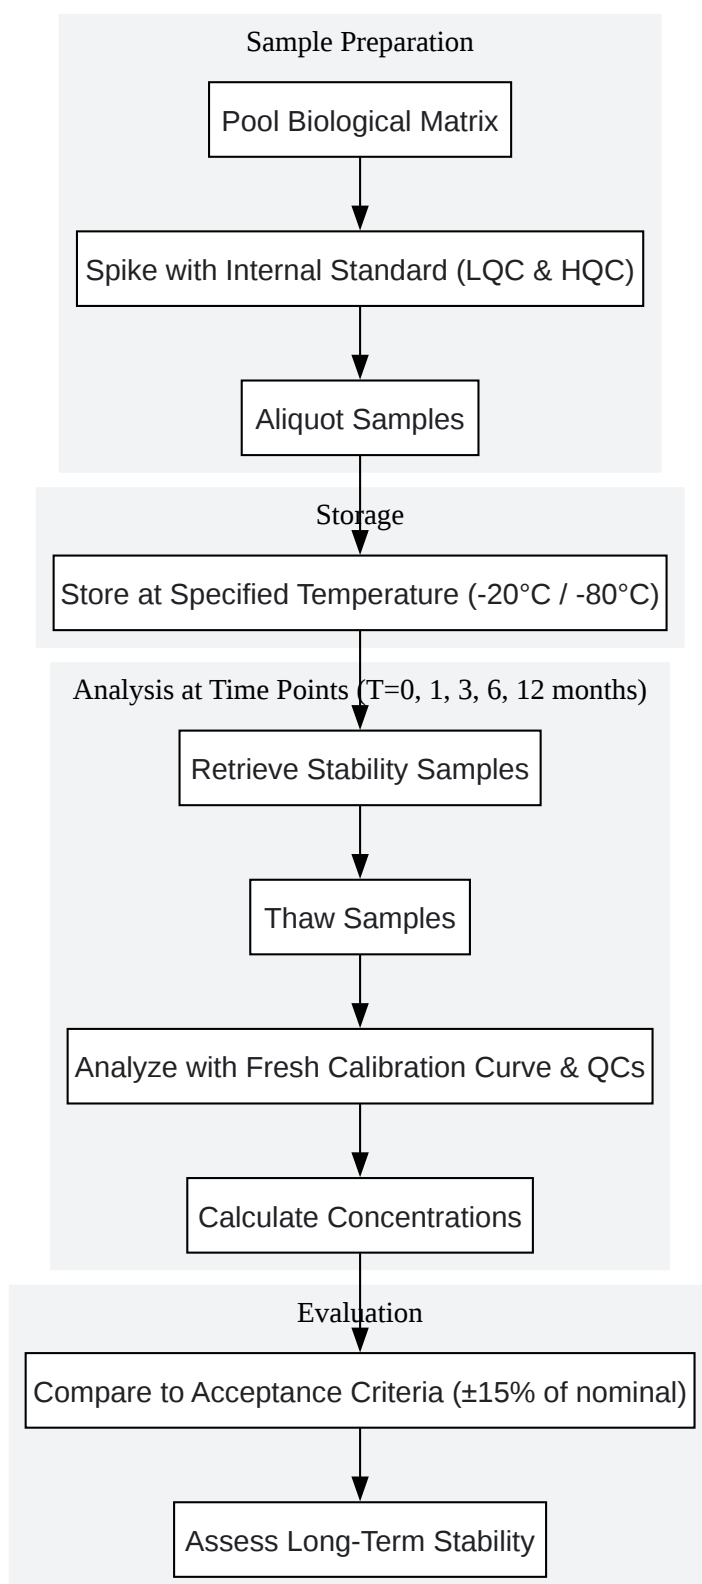 Sample Preparation
Pool Biological Matrix
Spike with Internal Standard (LQC & HQC)
Aliquot Samples
Storage
Store at Specified Temperature (-20°C / -80°C)
Analysis at Time Points (T=0, 1, 3, 6, 12 months)
Retrieve Stability Samples
Thaw Samples
Analyze with Fresh Calibration Curve & QCs
Calculate Concentrations
Evaluation
Compare to Acceptance Criteria (±15% of nominal)
Assess Long-Term Stability